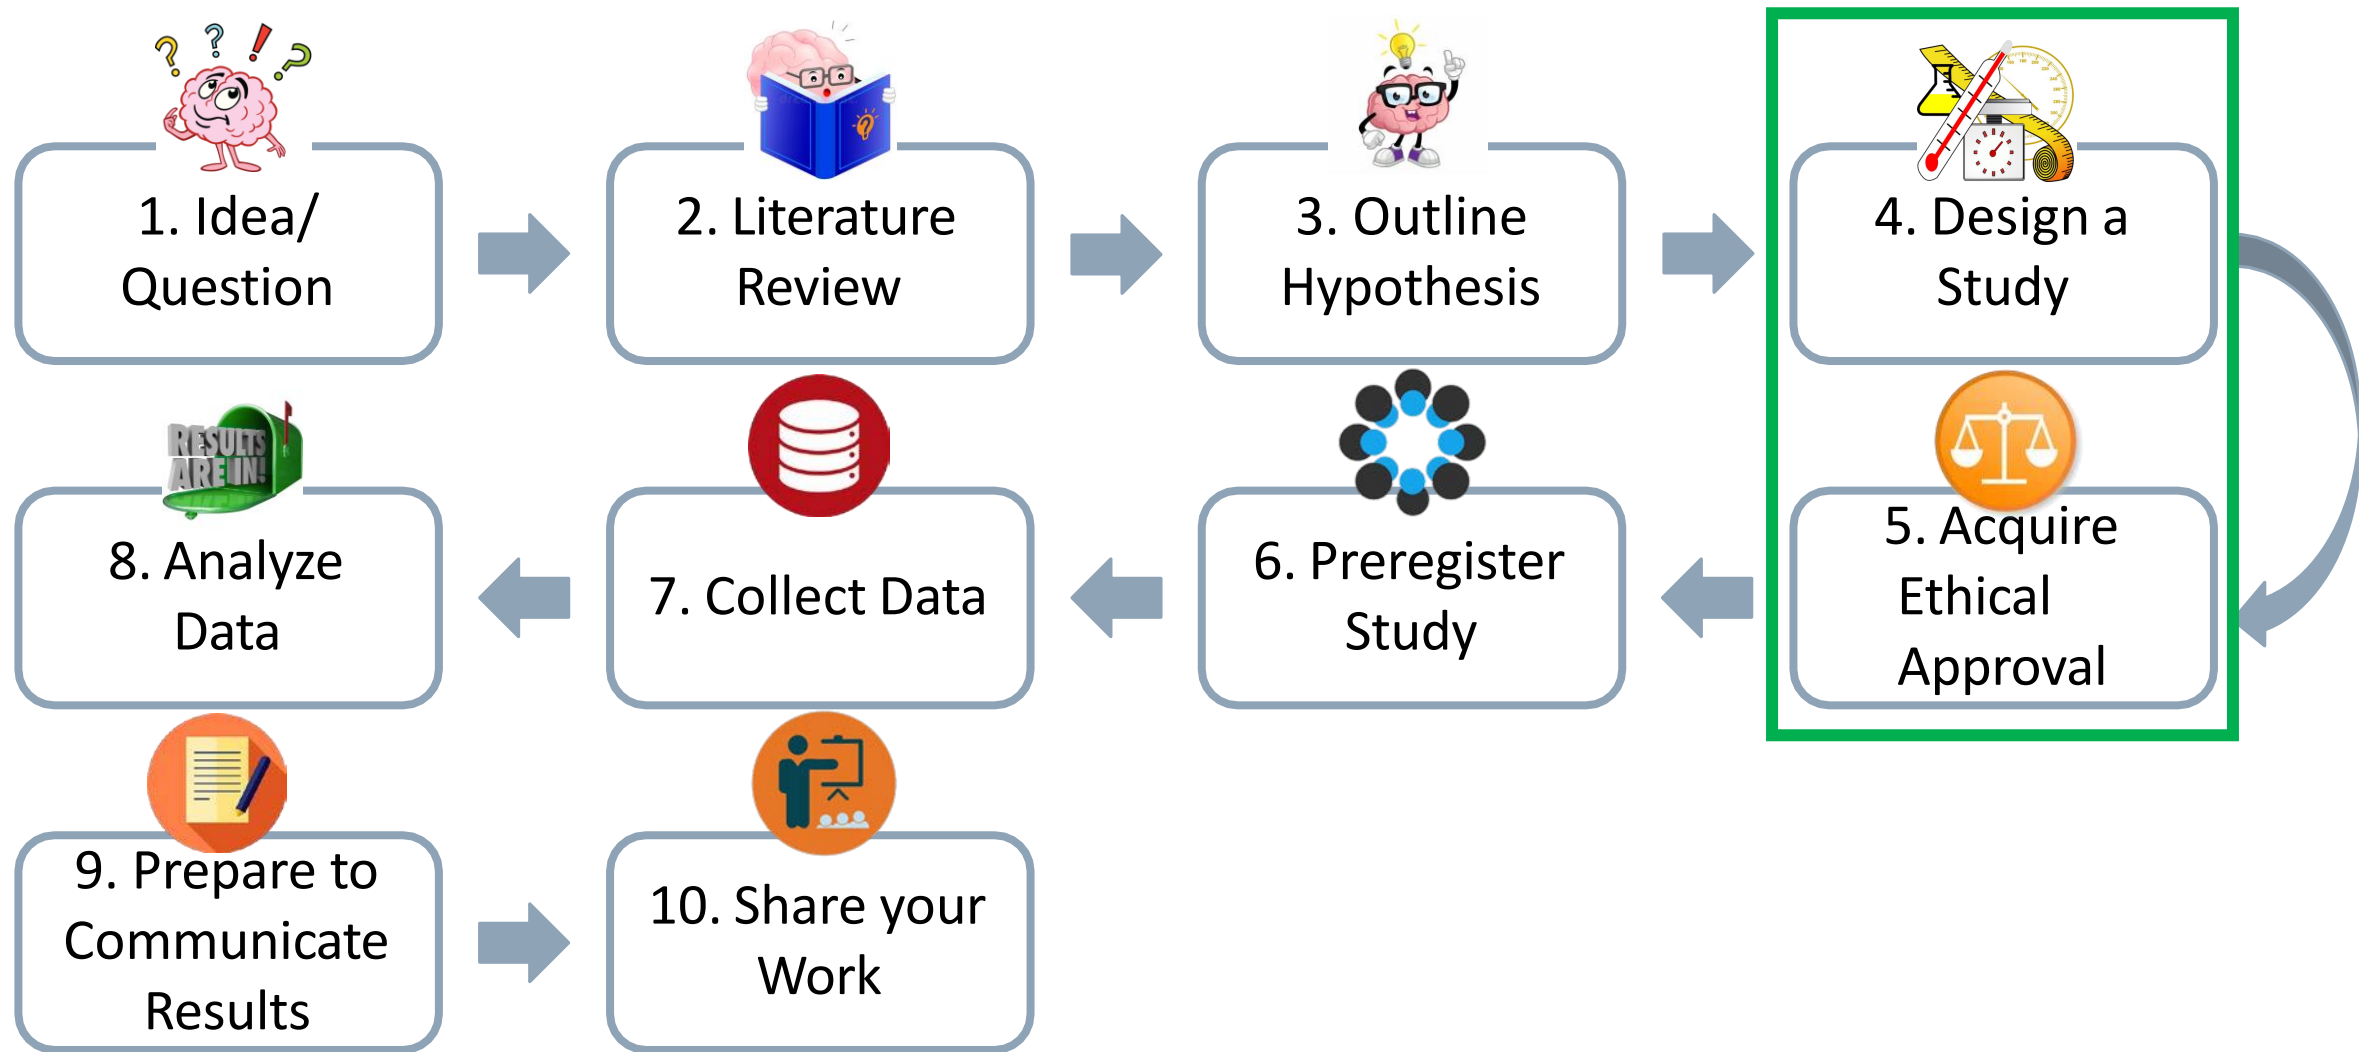 1. Idea/
Question
2. Literature
Review
3. Outline
Hypothesis
4. Design a
Study
5. Acquire
Ethical
Approval
6. Preregister
Study
7. Collect Data
RESULTS
ARE IN!
8. Analyze
Data
9. Prepare to
Communicate
Results
10. Share your
Work